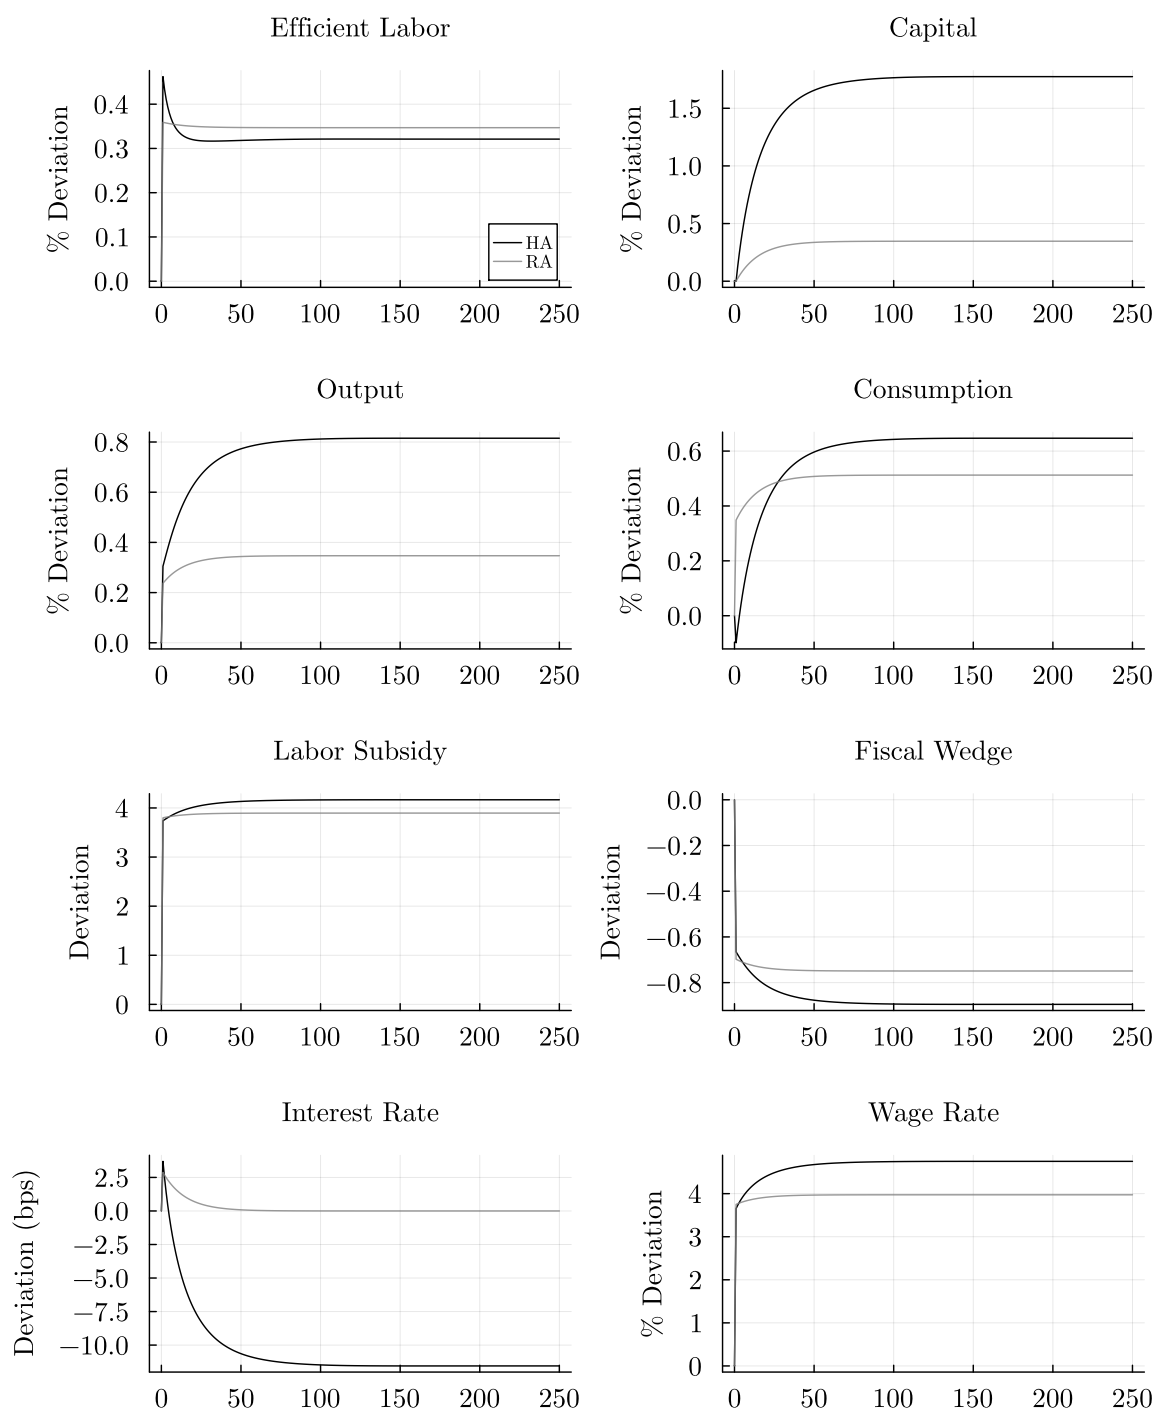 Efficient Labor
% Deviation
0.4
0.3
0.2
0.1
0.0
HA
RA
0 50 100 150 200 250
Capital
% Deviation
1.5
1.0
0.5
0.0
0 50 100 150 200 250
Output
% Deviation
0.8
0.6
0.4
0.2
0.0
0 50 100 150 200 250
Consumption
% Deviation
0.6
0.4
0.2
0.0
0 50 100 150 200 250
Labor Subsidy
Deviation
4
3
2
1
0
0 50 100 150 200 250
Fiscal Wedge
Deviation
0.0
−0.2
−0.4
−0.6
−0.8
0 50 100 150 200 250
Interest Rate
Deviation (bps)
2.5
0.0
−2.5
−5.0
−7.5
−10.0
0 50 100 150 200 250
Wage Rate
% Deviation
4
3
2
1
0
0 50 100 150 200 250